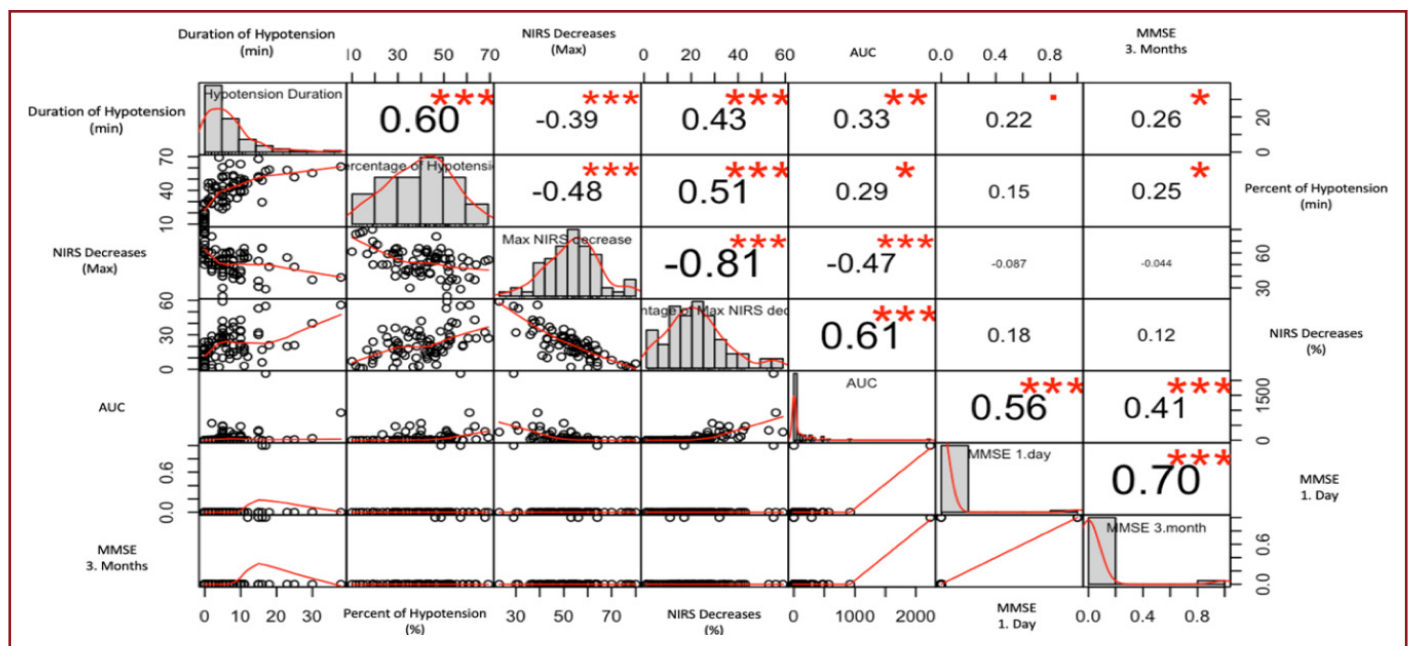 Duration of Hypotension
(min)
NIRS Decreases
(Max)
MMSE
3. Months
AUC
10 30 50 70
0 20 40 60
0.0 0.4 0.8
Duration of Hypotension
(min)
Hypotension Duration
0.60 ***
-0.39 ***
0.43 ***
0.33 **
0.22 .
0.26 *
0 20
70 40 10
ercentage of Hypotensi
-0.48 ***
0.51 ***
0.29 *
0.15
0.25 *
Percent of Hypotension
(min)
NIRS Decreases
(Max)
Max NIRS decrease
-0.81 ***
-0.47 ***
-0.087
-0.044
30 60
0 30 60
ntage of Max NIRS dec
0.61 ***
0.18
0.12
NIRS Decreases
(%)
AUC
AUC
0.56 ***
0.41 ***
0 1500
0.0 0.6
MMSE 1.day
0.70 ***
MMSE
1. Day
MMSE
3. Months
MMSE 3.month
0.0 0.6
0 10 20 30
Percent of Hypotension
(%)
30 50 70
NIRS Decreases
(%)
0 1000 2000
MMSE
1. Day
0.0 0.4 0.8